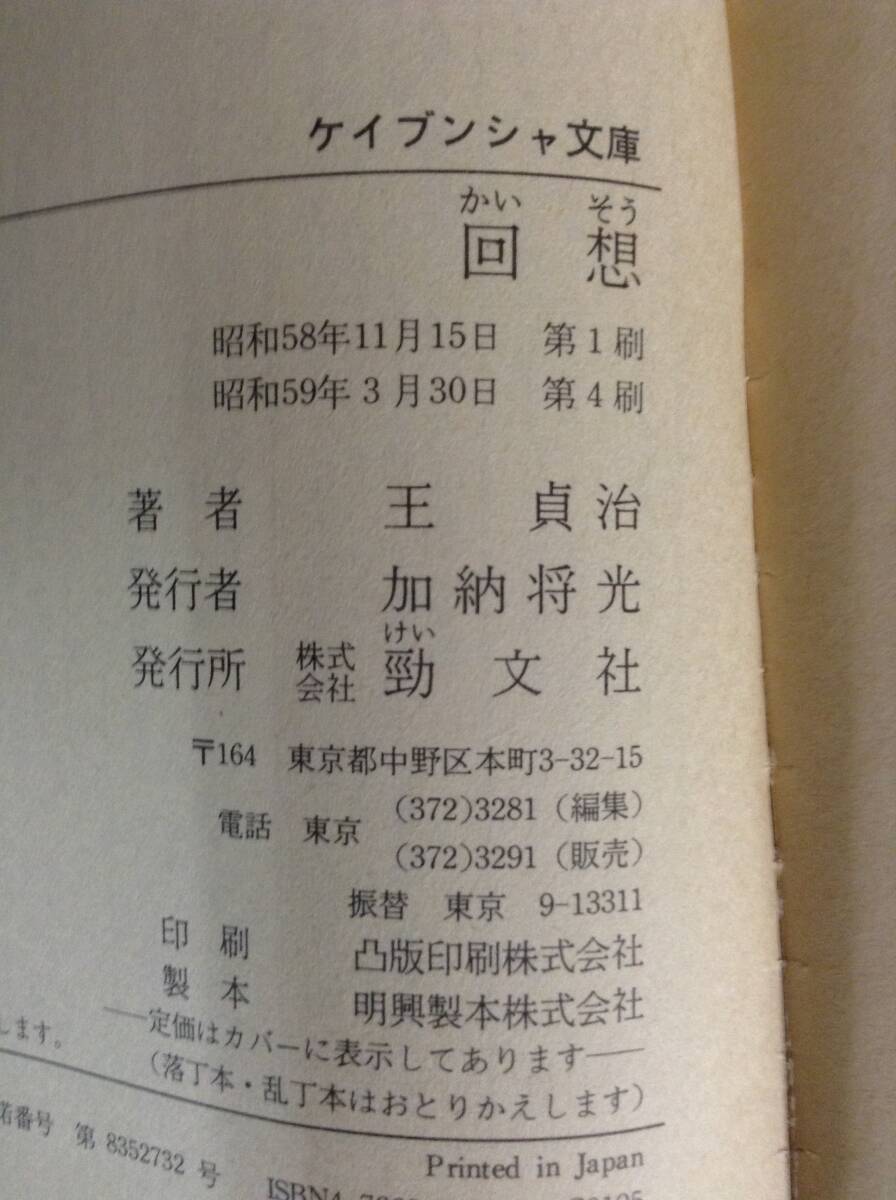 ケイブンシャ文庫
かい そう
回 想
昭和58年11月15日 第1刷
昭和59年3月30日 第4刷
著者 王 貞治
発行者 加納将光
けい
発行所 株式会社 勁文社
〒164 東京都中野区本町3-32-15
電話 東京 (372)3281（編集）
(372)3291（販売）
振替 東京 9-13311
印刷 凸版印刷株式会社
製本 明興製本株式会社
──定価はカバーに表示してあります──
します。
（落丁本・乱丁本はおとりかえします）
諾番号 第 8352732 号
Printed in Japan